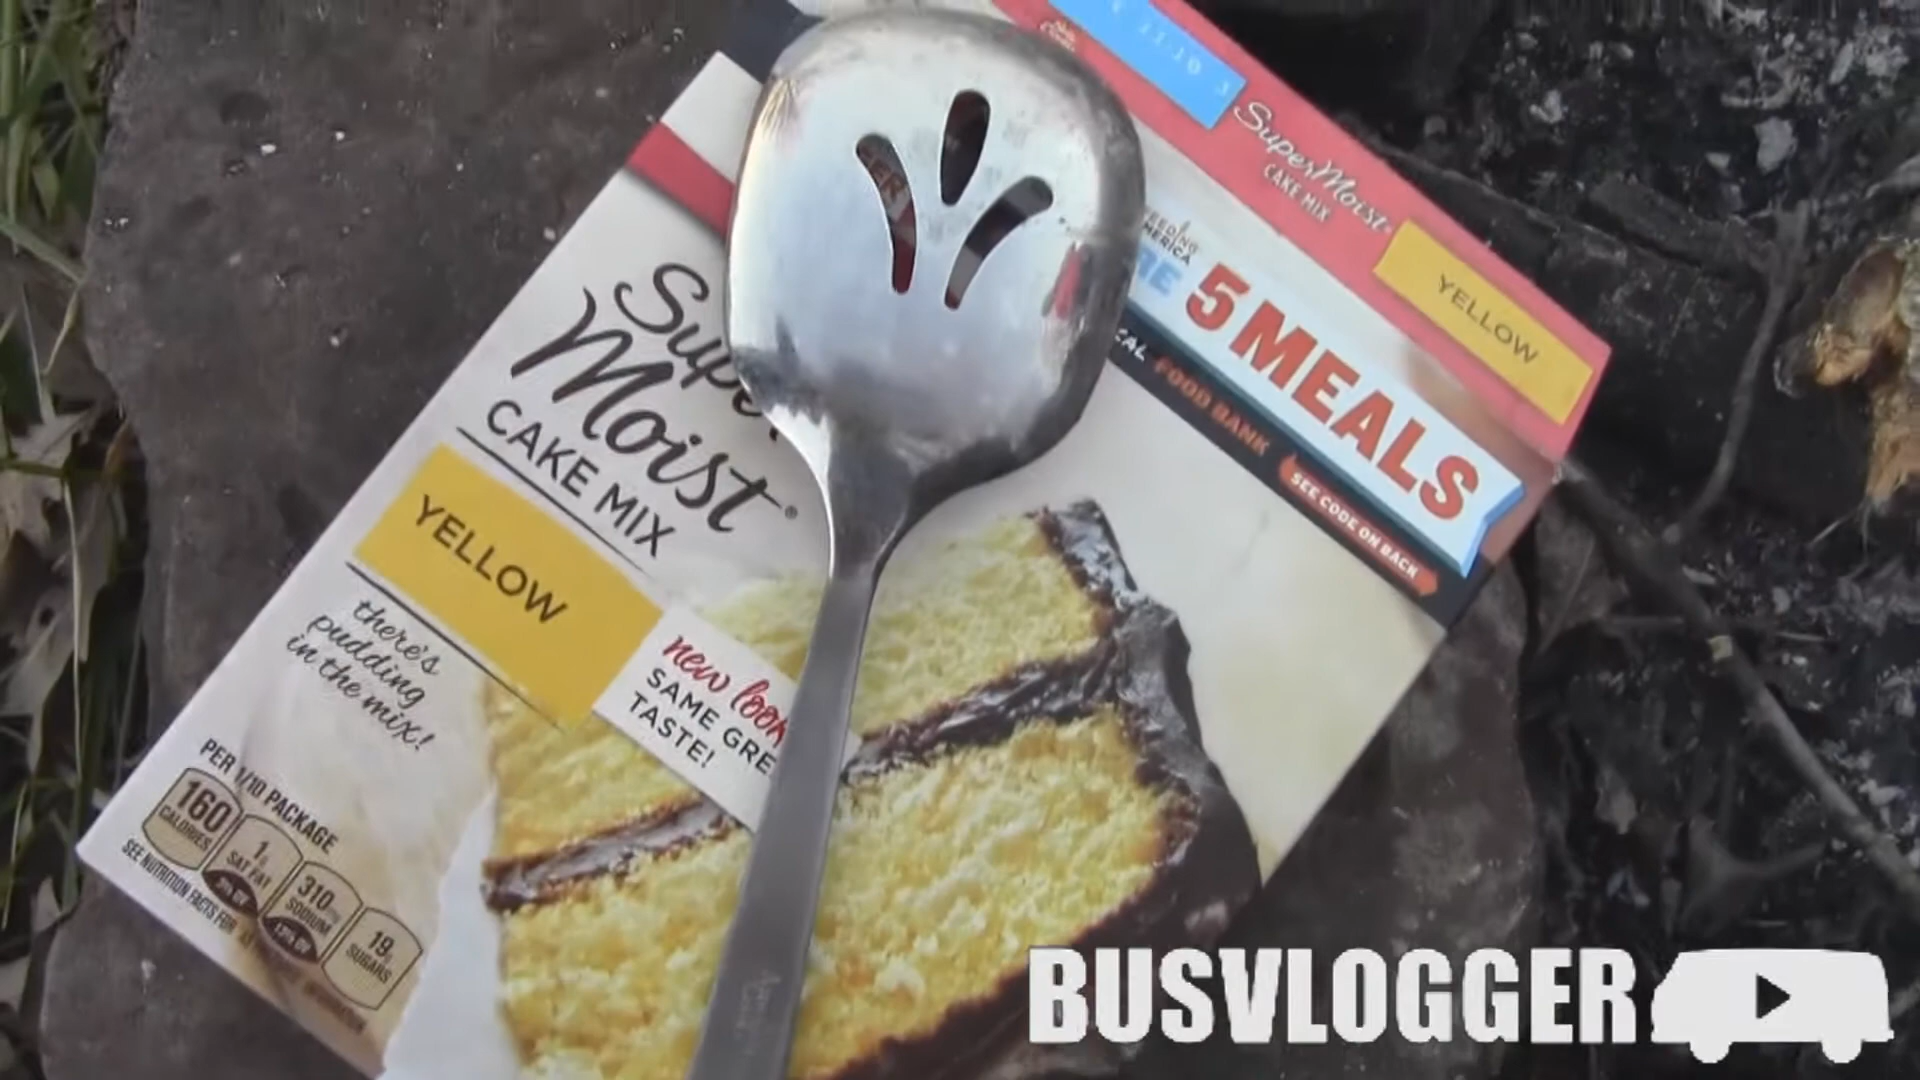 SuperMoist
CAKE MIX
YELLOW
5 MEALS
FOOD BANK
SEE CODE ON BACK
Super
Moist®
CAKE MIX
YELLOW
there's
pudding
in the mix!
new look
SAME GRE
TASTE!
PER 1/10 PACKAGE
160
CALORIES
1g
SAT FAT
310mg
SODIUM
19g
SUGARS
SEE NUTRITION FACTS FOR
BUSVLOGGER